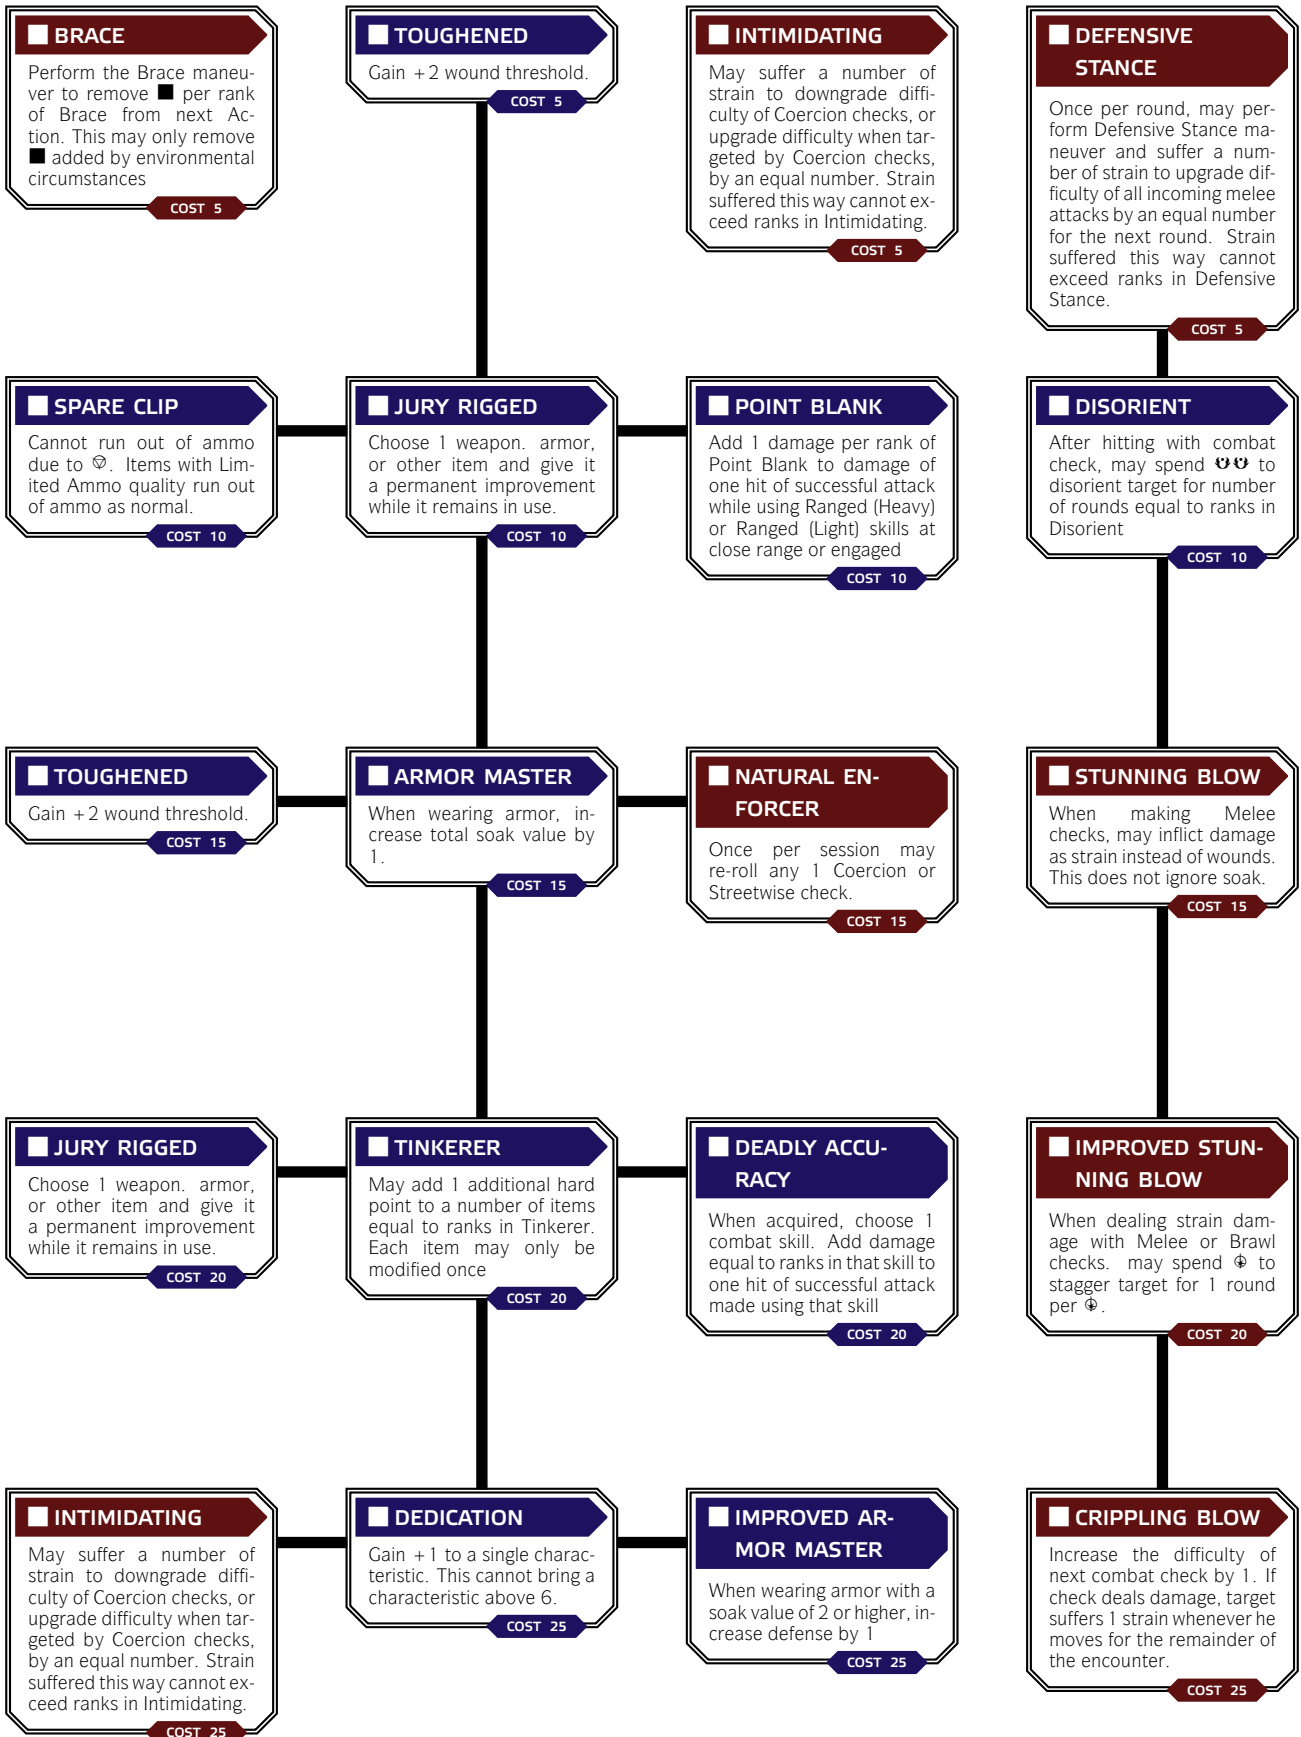 BRACE
Perform the Brace maneu-
ver to remove ■ per rank
of Brace from next Ac-
tion. This may only remove
■ added by environmental
circumstances
COST 5
TOUGHENED
Gain +2 wound threshold.
COST 5
INTIMIDATING
May suffer a number of
strain to downgrade diffi-
culty of Coercion checks, or
upgrade difficulty when tar-
geted by Coercion checks,
by an equal number. Strain
suffered this way cannot ex-
ceed ranks in Intimidating.
COST 5
DEFENSIVE
STANCE
Once per round, may per-
form Defensive Stance ma-
neuver and suffer a num-
ber of strain to upgrade dif-
ficulty of all incoming melee
attacks by an equal number
for the next round. Strain
suffered this way cannot
exceed ranks in Defensive
Stance.
COST 5
SPARE CLIP
Cannot run out of ammo
due to . Items with Lim-
ited Ammo quality run out
of ammo as normal.
COST 10
JURY RIGGED
Choose 1 weapon. armor,
or other item and give it
a permanent improvement
while it remains in use.
COST 10
POINT BLANK
Add 1 damage per rank of
Point Blank to damage of
one hit of successful attack
while using Ranged (Heavy)
or Ranged (Light) skills at
close range or engaged
COST 10
DISORIENT
After hitting with combat
check, may spend to
disorient target for number
of rounds equal to ranks in
Disorient
COST 10
TOUGHENED
Gain +2 wound threshold.
COST 15
ARMOR MASTER
When wearing armor, in-
crease total soak value by
1.
COST 15
NATURAL EN-
FORCER
Once per session may
re-roll any 1 Coercion or
Streetwise check.
COST 15
STUNNING BLOW
When making Melee
checks, may inflict damage
as strain instead of wounds.
This does not ignore soak.
COST 15
JURY RIGGED
Choose 1 weapon. armor,
or other item and give it
a permanent improvement
while it remains in use.
COST 20
TINKERER
May add 1 additional hard
point to a number of items
equal to ranks in Tinkerer.
Each item may only be
modified once
COST 20
DEADLY ACCU-
RACY
When acquired, choose 1
combat skill. Add damage
equal to ranks in that skill to
one hit of successful attack
made using that skill
COST 20
IMPROVED STUN-
NING BLOW
When dealing strain dam-
age with Melee or Brawl
checks. may spend to
stagger target for 1 round
per .
COST 20
INTIMIDATING
May suffer a number of
strain to downgrade diffi-
culty of Coercion checks, or
upgrade difficulty when tar-
geted by Coercion checks,
by an equal number. Strain
suffered this way cannot ex-
ceed ranks in Intimidating.
COST 25
DEDICATION
Gain +1 to a single charac-
teristic. This cannot bring a
characteristic above 6.
COST 25
IMPROVED AR-
MOR MASTER
When wearing armor with a
soak value of 2 or higher, in-
crease defense by 1
COST 25
CRIPPLING BLOW
Increase the difficulty of
next combat check by 1. If
check deals damage, target
suffers 1 strain whenever he
moves for the remainder of
the encounter.
COST 25